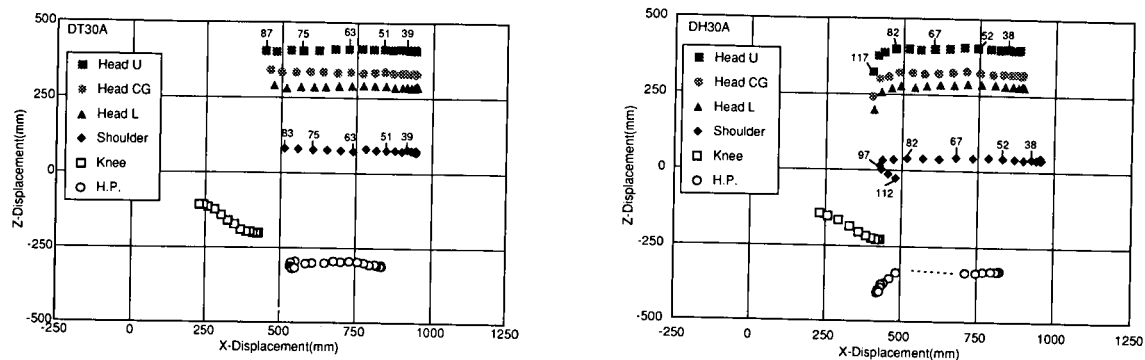 DT30A
500
250
0
-250
-500
-250
0
250
500
750
1000
1250
Z-Displacement(mm)
X-Displacement(mm)
Head U
Head CG
Head L
Shoulder
Knee
H.P.
87 75 63 51 39
83 75 63 51 39
DH30A
500
250
0
-250
-500
-250
0
250
500
750
1000
1250
Z-Displacement(mm)
X-Displacement(mm)
Head U
Head CG
Head L
Shoulder
Knee
H.P.
82 67 52 38
117
82 67 52 38
97
112